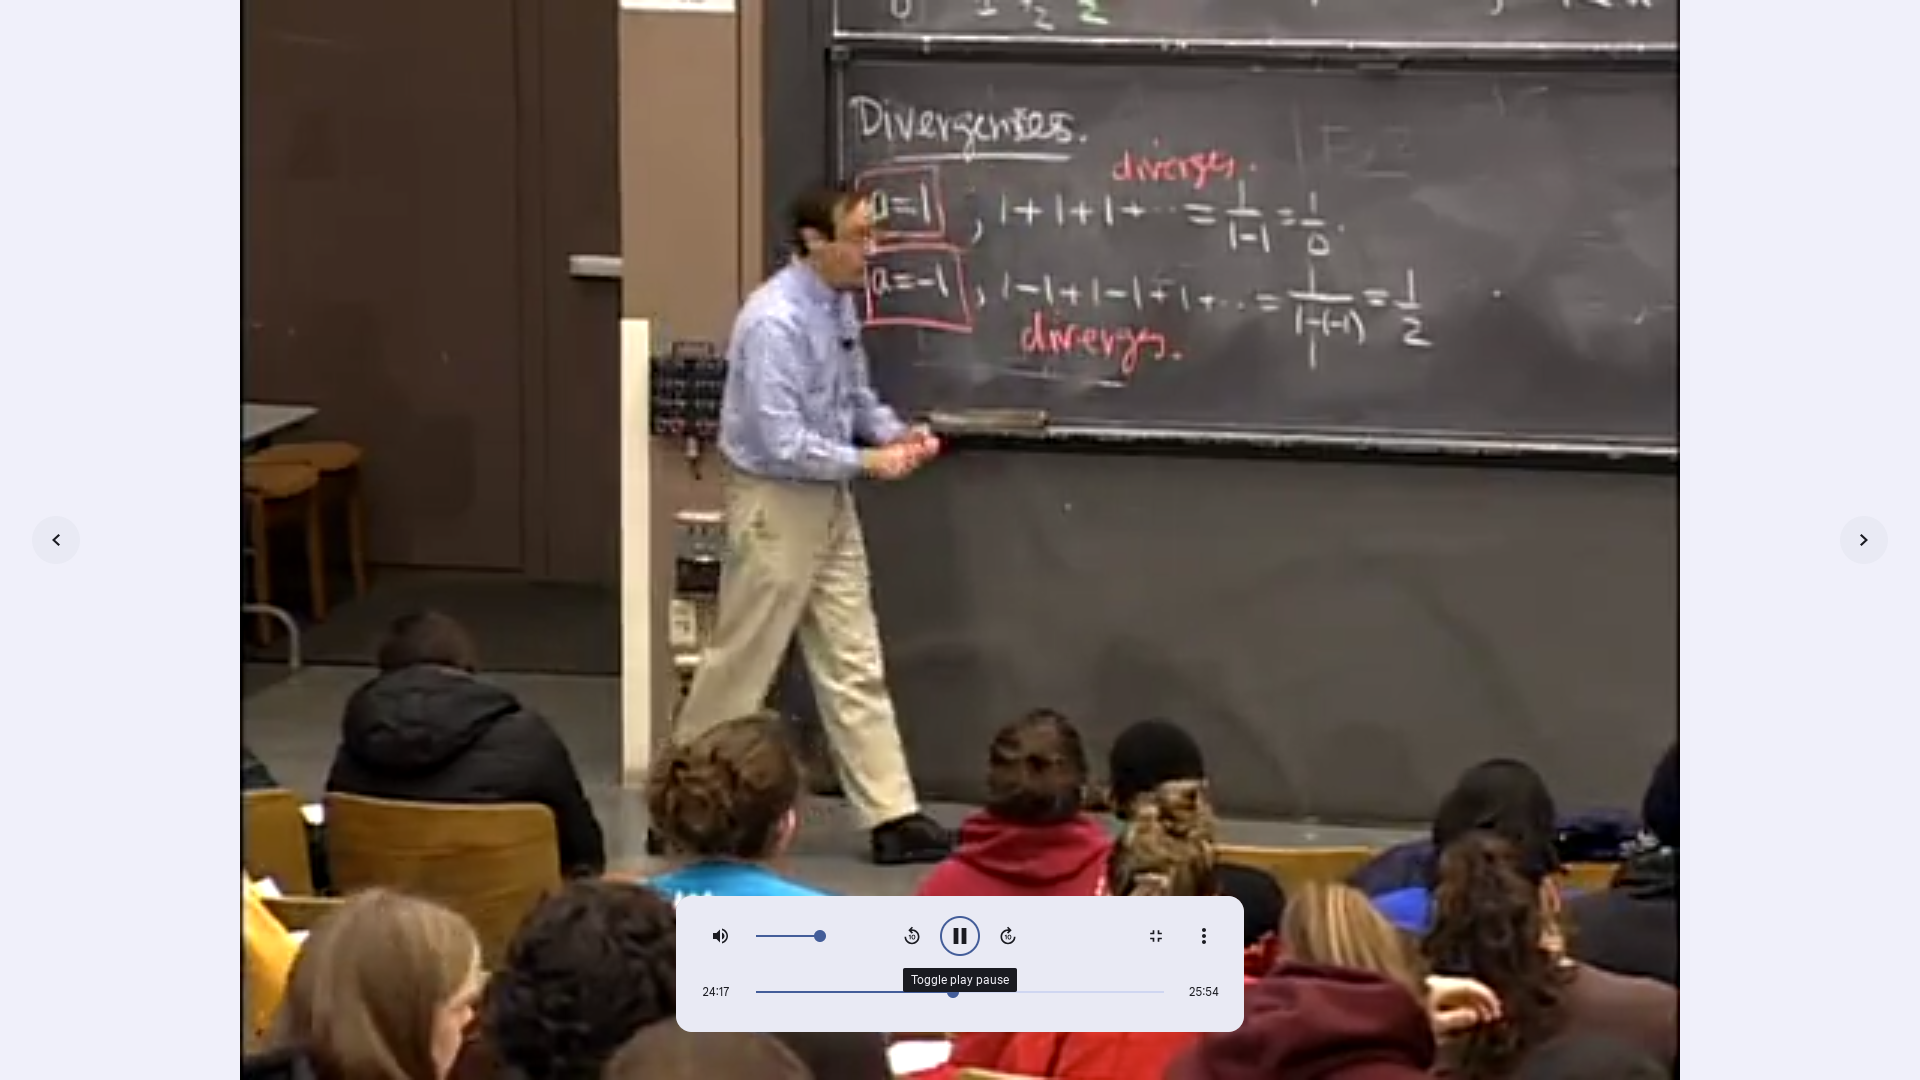 Divergenses.
diverges.
a=1 , 1+1+1+... = 1/(1-1) = 1/0.
a=-1 , 1-1+1-1+1+... = 1/(1-(-1)) = 1/2
diverges.
Toggle play pause
24:17
25:54